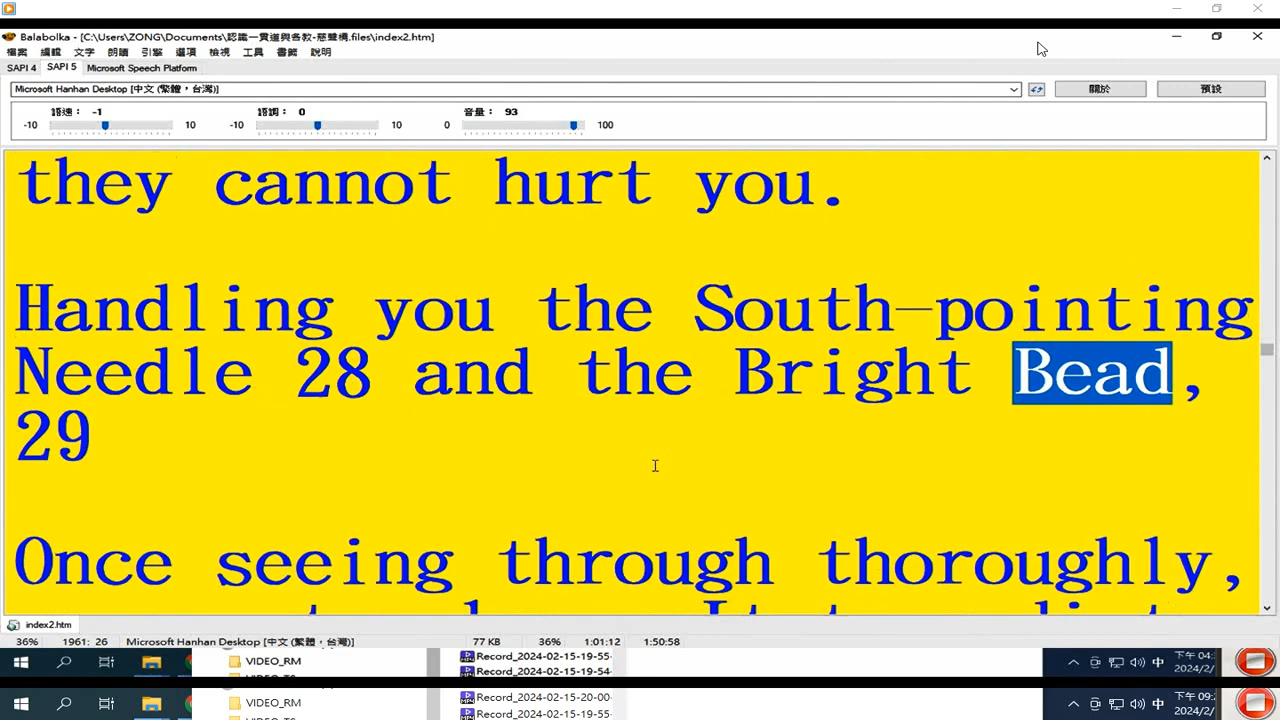 Balabolka - [C:\Users\ZONG\Documents\認識一貫道與各教-慈聲橋.files\index2.htm]
檔案 編輯 文字 朗讀 引擎 選項 檢視 工具 書籤 說明
SAPI 4 SAPI 5 Microsoft Speech Platform
Microsoft Hanhan Desktop [中文 (繁體，台灣)] 關於 預設
語速： -1 語調： 0 音量： 93
-10 10 -10 10 0 100
they cannot hurt you.
Handling you the South-pointing
Needle 28 and the Bright Bead,
29
Once seeing through thoroughly,
index2.htm
36% 1961: 26 Microsoft Hanhan Desktop [中文 (繁體，台灣)] 77 KB 36% 1:01:12 1:50:58
VIDEO_RM Record_2024-02-15-19-55- 中 下午 04:
Record_2024-02-15-19-54 2024/2/
VIDEO_RM Record_2024-02-15-20-00- 中 下午 09:
Record_2024-02-15-19-55- 2024/2/